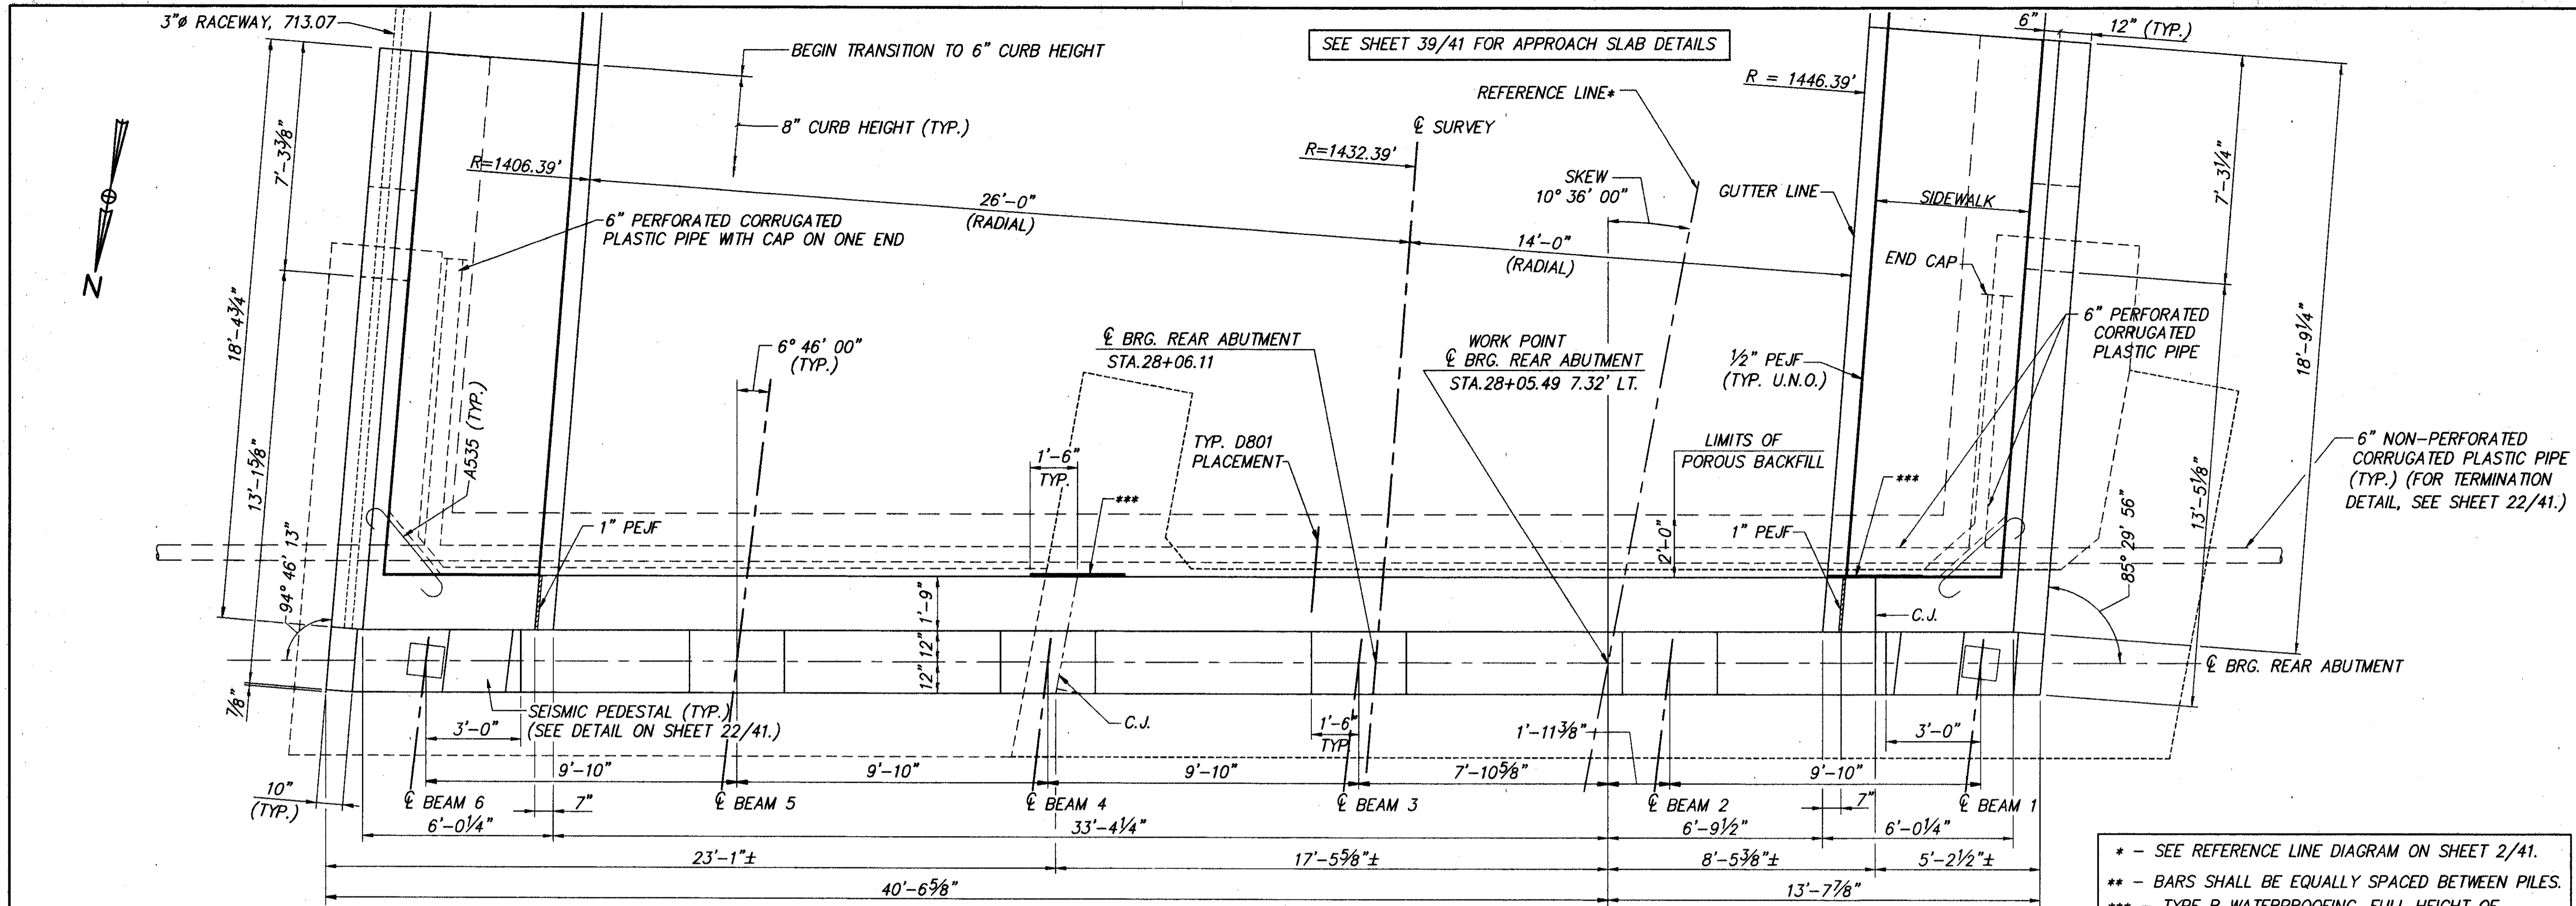 3"ø RACEWAY, 713.07
BEGIN TRANSITION TO 6" CURB HEIGHT
8" CURB HEIGHT (TYP.)
SEE SHEET 39/41 FOR APPROACH SLAB DETAILS
6"
12" (TYP.)
R = 1446.39'
REFERENCE LINE*
℄ SURVEY
R=1432.39'
R=1406.39'
SKEW
10° 36' 00"
GUTTER LINE
SIDEWALK
7'-3⅜"
7'-3¼"
26'-0"
(RADIAL)
14'-0"
(RADIAL)
N
6" PERFORATED CORRUGATED
PLASTIC PIPE WITH CAP ON ONE END
END CAP
18'-4¾"
18'-9¼"
6" PERFORATED
CORRUGATED
PLASTIC PIPE
6° 46' 00"
(TYP.)
℄ BRG. REAR ABUTMENT
STA.28+06.11
WORK POINT
℄ BRG. REAR ABUTMENT
STA.28+05.49 7.32' LT.
½" PEJF
(TYP. U.N.O.)
A535 (TYP.)
13'-1⅝"
13'-5⅛"
1'-6"
TYP.
***
TYP. D801
PLACEMENT
LIMITS OF
POROUS BACKFILL
***
6" NON-PERFORATED
CORRUGATED PLASTIC PIPE
(TYP.) (FOR TERMINATION
DETAIL, SEE SHEET 22/41.)
94° 46' 13"
85° 29' 56"
1" PEJF
1" PEJF
2'-0"
1'-9"
12"
12"
C.J.
℄ BRG. REAR ABUTMENT
⅞"
SEISMIC PEDESTAL (TYP.)
(SEE DETAIL ON SHEET 22/41.)
3'-0"
C.J.
1'-6"
TYP
1'-11⅜"
3'-0"
9'-10"
9'-10"
9'-10"
7'-10⅝"
9'-10"
10"
(TYP.)
℄ BEAM 6
7"
℄ BEAM 5
℄ BEAM 4
℄ BEAM 3
℄ BEAM 2
7"
℄ BEAM 1
6'-0¼"
33'-4¼"
6'-9½"
6'-0¼"
23'-1"±
17'-5⅝"±
8'-5⅜"±
5'-2½"±
40'-6⅝"
13'-7⅞"
* – SEE REFERENCE LINE DIAGRAM ON SHEET 2/41.
** – BARS SHALL BE EQUALLY SPACED BETWEEN PILES.
*** – TYPE B WATERPROOFING, FULL HEIGHT OF